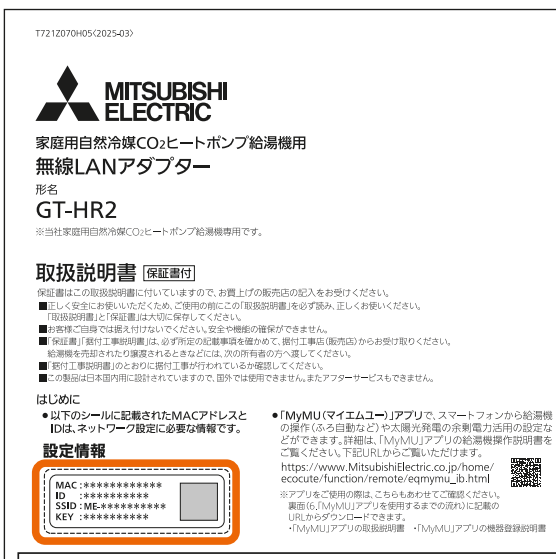 T721Z070H05〈2025-03〉
MITSUBISHI
ELECTRIC
家庭用自然冷媒CO₂ヒートポンプ給湯機用
無線LANアダプター
形名
GT-HR2
※当社家庭用自然冷媒CO₂ヒートポンプ給湯機専用です。
取扱説明書 保証書付
保証書はこの取扱説明書に付いていますので、お買上げの販売店の記入をお受けください。
■正しく安全にお使いいただくため、ご使用の前にこの「取扱説明書」を必ず読み、正しくお使いください。
「取扱説明書」と「保証書」は大切に保存してください。
■お客様ご自身では据え付けないでください。安全や機能の確保ができません。
■「保証書」「据付工事説明書」は、必ず所定の記載事項を確かめて、据付工事店(販売店)からお受け取りください。
給湯機を売却されたり譲渡されるときなどには、次の所有者の方へ渡してください。
■「据付工事説明書」のとおりに据付工事が行われているか確認してください。
■この製品は日本国内用に設計されていますので、国外では使用できません。またアフターサービスもできません。
はじめに
●以下のシールに記載されたMACアドレスと
IDは、ネットワーク設定に必要な情報です。
設定情報
MAC:************
ID :**********
SSID:ME-**********
KEY :**********
●「MyMU(マイエムユー)」アプリで、スマートフォンから給湯機
の操作(ふろ自動など)や太陽光発電の余剰電力活用の設定な
どができます。詳細は、「MyMU」アプリの給湯機操作説明書を
ご覧ください。下記URLからご覧いただけます。
https://www.MitsubishiElectric.co.jp/home/
ecocute/function/remote/eqmymu_ib.html
※アプリをご使用の際は、こちらもあわせてご確認ください。
裏面(6.「MyMU」アプリを使用するまでの流れ)に記載の
URLからダウンロードできます。
・「MyMU」アプリの取扱説明書 ・「MyMU」アプリの機器登録説明書